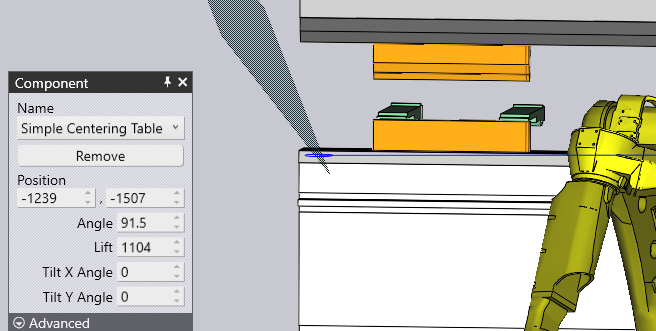 Component
Name
Simple Centering Table
Remove
Position
-1239 , -1507
Angle 91.5
Lift 1104
Tilt X Angle 0
Tilt Y Angle 0
Advanced